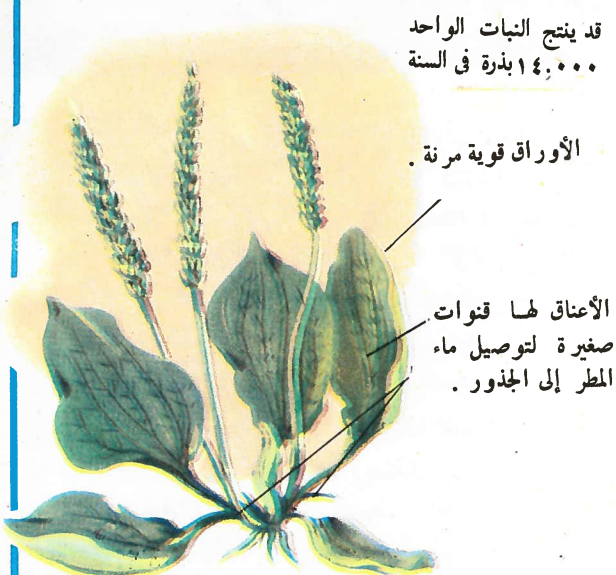 قد ينتج النبات الواحد
١٤,٠٠٠ بذرة فى السنة
الأوراق قوية مرنة .
الأعناق لها قنوات
صغيرة لتوصيل ماء
المطر إلى الجذور .